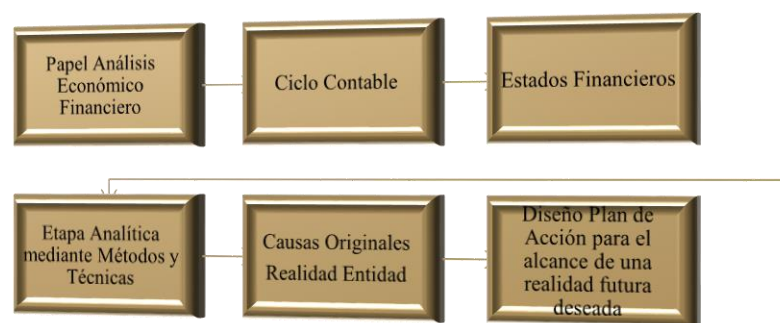 Papel Análisis
Económico
Financiero
Ciclo Contable
Estados Financieros
Etapa Analítica
mediante Métodos y
Técnicas
Causas Originales
Realidad Entidad
Diseño Plan de
Acción para el
alcance de una
realidad futura
deseada